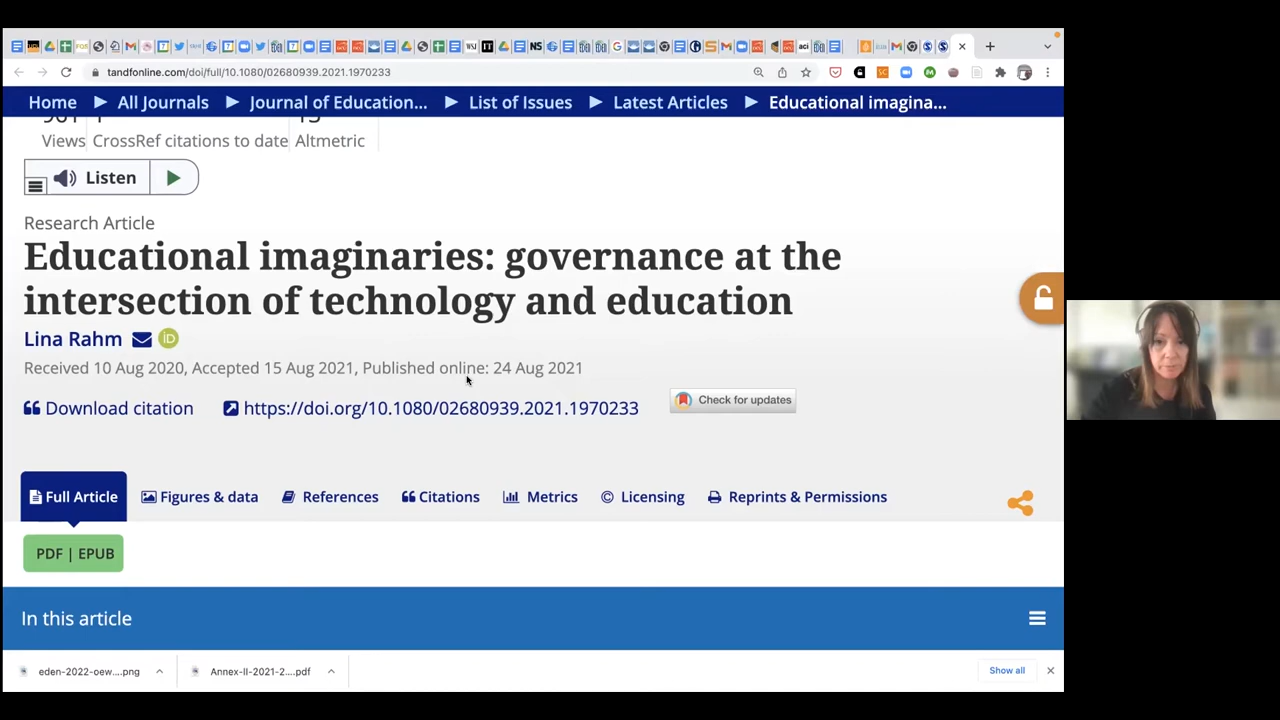 tandfonline.com/doi/full/10.1080/02680939.2021.1970233
Home ▶ All Journals ▶ Journal of Education... ▶ List of Issues ▶ Latest Articles ▶ Educational imagina...
Views CrossRef citations to date Altmetric
Listen
Research Article
Educational imaginaries: governance at the
intersection of technology and education
Lina Rahm iD
Received 10 Aug 2020, Accepted 15 Aug 2021, Published online: 24 Aug 2021
Download citation https://doi.org/10.1080/02680939.2021.1970233 Check for updates
Full Article Figures & data References Citations Metrics Licensing Reprints & Permissions
PDF | EPUB
In this article
eden-2022-oew....png Annex-II-2021-2....pdf Show all